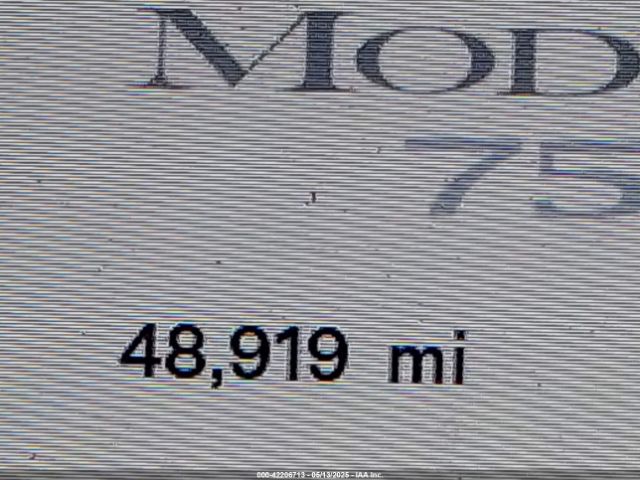 MOD
75
48,919 mi
000-42206713 - 05/13/2025 - IAA Inc.